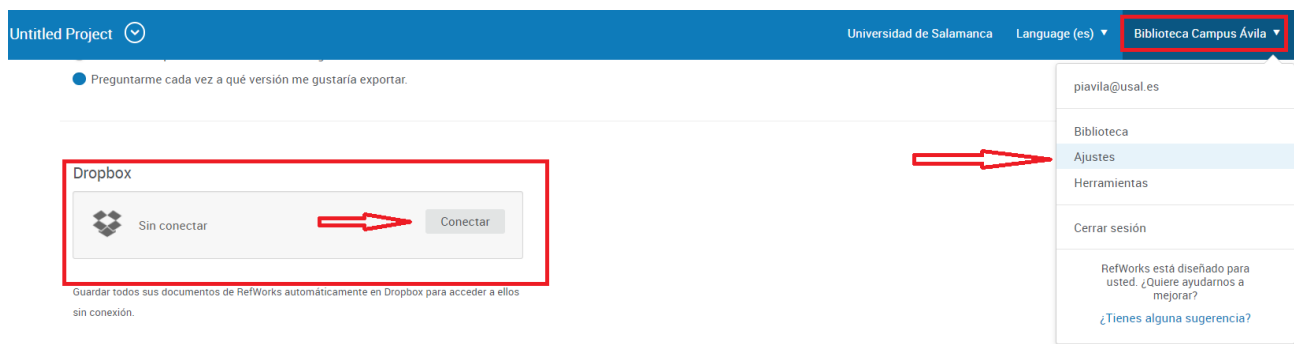 Untitled Project
Universidad de Salamanca
Language (es) ▼
Biblioteca Campus Ávila ▼
Preguntarme cada vez a qué versión me gustaría exportar.
piavila@usal.es
Biblioteca
Ajustes
Herramientas
Cerrar sesión
RefWorks está diseñado para
usted. ¿Quiere ayudarnos a
mejorar?
¿Tienes alguna sugerencia?
Dropbox
Sin conectar
Conectar
Guardar todos sus documentos de RefWorks automáticamente en Dropbox para acceder a ellos
sin conexión.